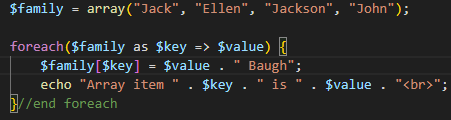 $family = array("Jack", "Ellen", "Jackson", "John");
foreach($family as $key => $value) {
$family[$key] = $value . " Baugh";
echo "Array item " . $key . " is " . $value . "<br>";
}//end foreach